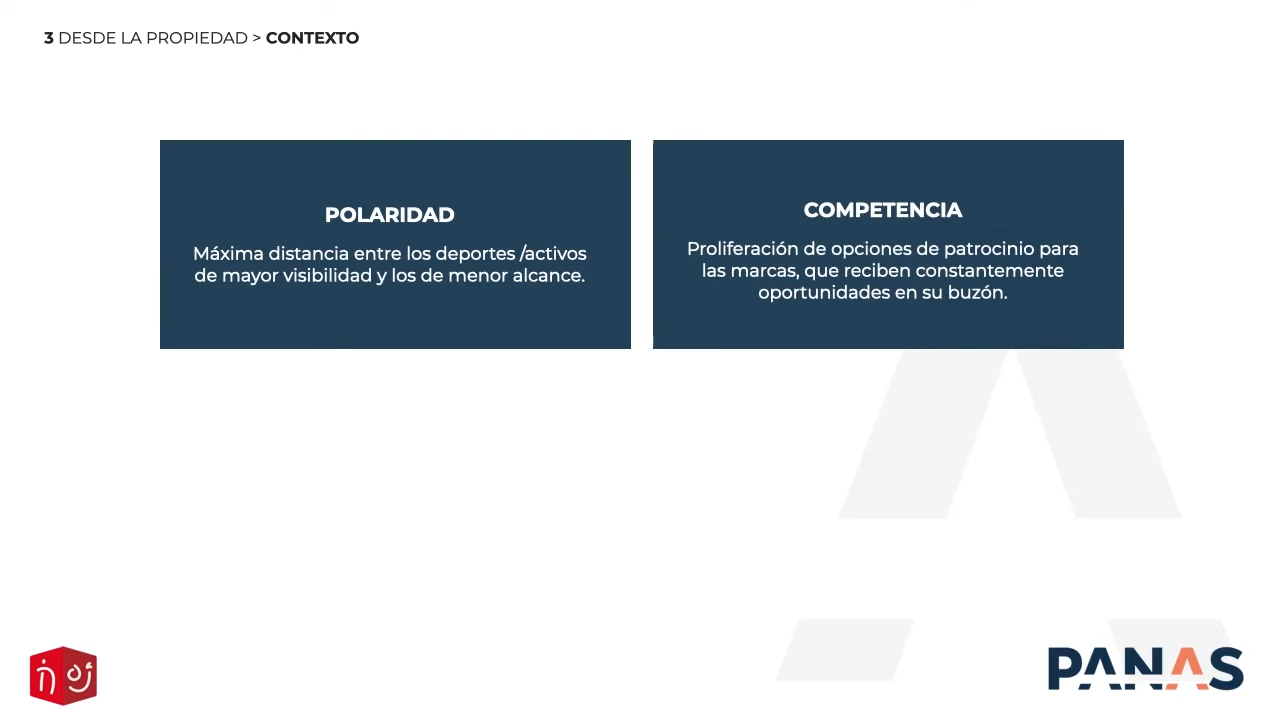 3 DESDE LA PROPIEDAD > CONTEXTO
POLARIDAD
Máxima distancia entre los deportes /activos
de mayor visibilidad y los de menor alcance.
COMPETENCIA
Proliferación de opciones de patrocinio para
las marcas, que reciben constantemente
oportunidades en su buzón.
PANAS